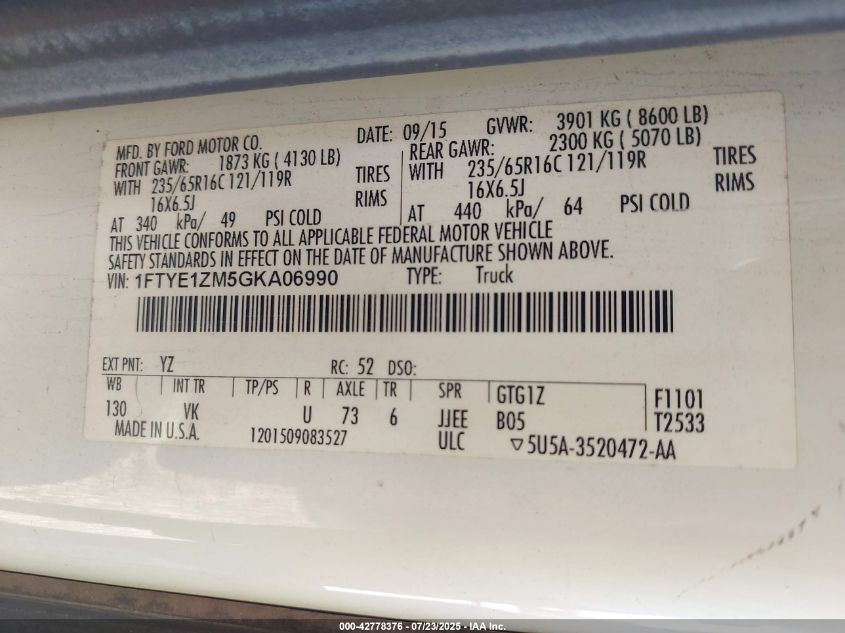 MFD. BY FORD MOTOR CO. DATE: 09/15 GVWR: 3901 KG ( 8600 LB)
FRONT GAWR: 1873 KG ( 4130 LB) REAR GAWR: 2300 KG ( 5070 LB)
WITH 235/65R16C 121/119R TIRES WITH 235/65R16C 121/119R TIRES
16X6.5J RIMS 16X6.5J RIMS
AT 340 kPa/ 49 PSI COLD AT 440 kPa/ 64 PSI COLD
THIS VEHICLE CONFORMS TO ALL APPLICABLE FEDERAL MOTOR VEHICLE
SAFETY STANDARDS IN EFFECT ON THE DATE OF MANUFACTURE SHOWN ABOVE.
VIN: 1FTYE1ZM5GKA06990 TYPE: Truck
EXT PNT: YZ RC: 52 DSO:
WB INT TR TP/PS R AXLE TR SPR GTG1Z F1101
130 VK U 73 6 JJEE B05 T2533
MADE IN U.S.A. 1201509083527 ULC ▽5U5A-3520472-AA
000-42778376 - 07/23/2025 - IAAI.COM